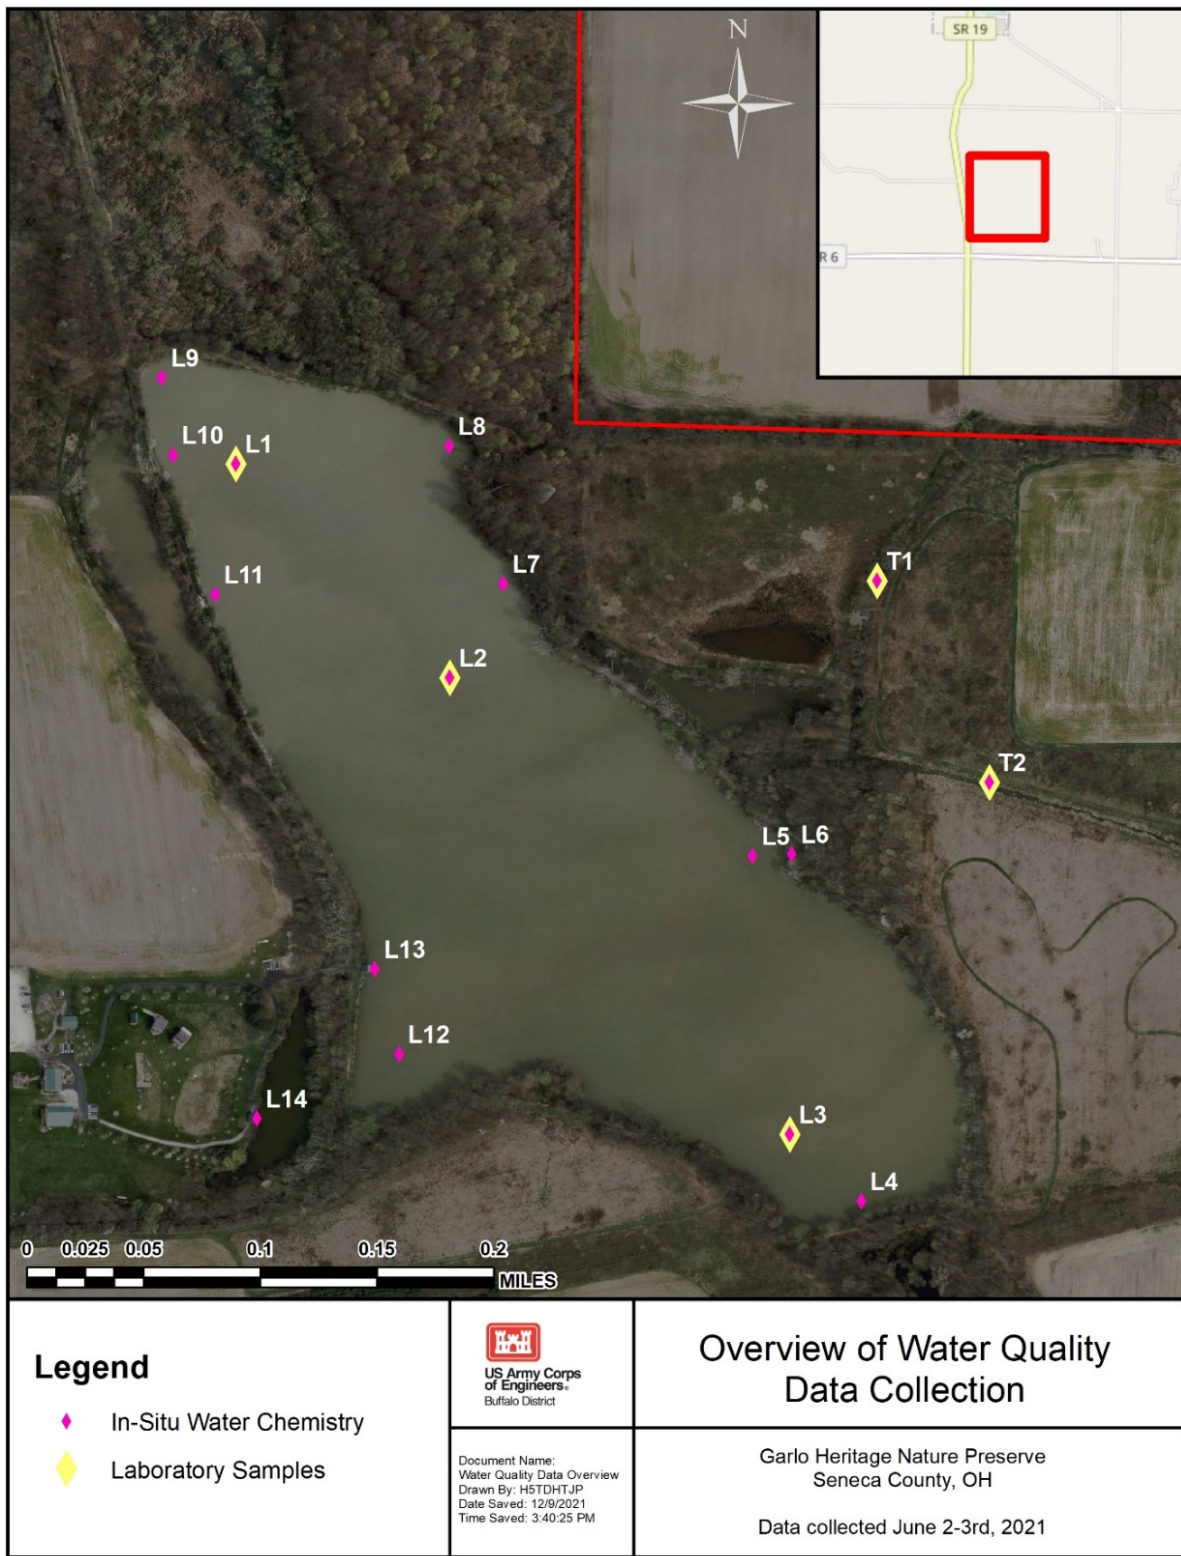 N
SR 19
R 6
L9
L8
L10
L1
L7
L11
T1
L2
T2
L5
L6
L13
L12
L14
L3
L4
0 0.025 0.05 0.1 0.15 0.2
MILES
Legend
In-Situ Water Chemistry
Laboratory Samples
US Army Corps
of Engineers®
Buffalo District
Document Name:
Water Quality Data Overview
Drawn By: H5TDHTJP
Date Saved: 12/9/2021
Time Saved: 3:40:25 PM
Overview of Water Quality
Data Collection
Garlo Heritage Nature Preserve
Seneca County, OH
Data collected June 2-3rd, 2021